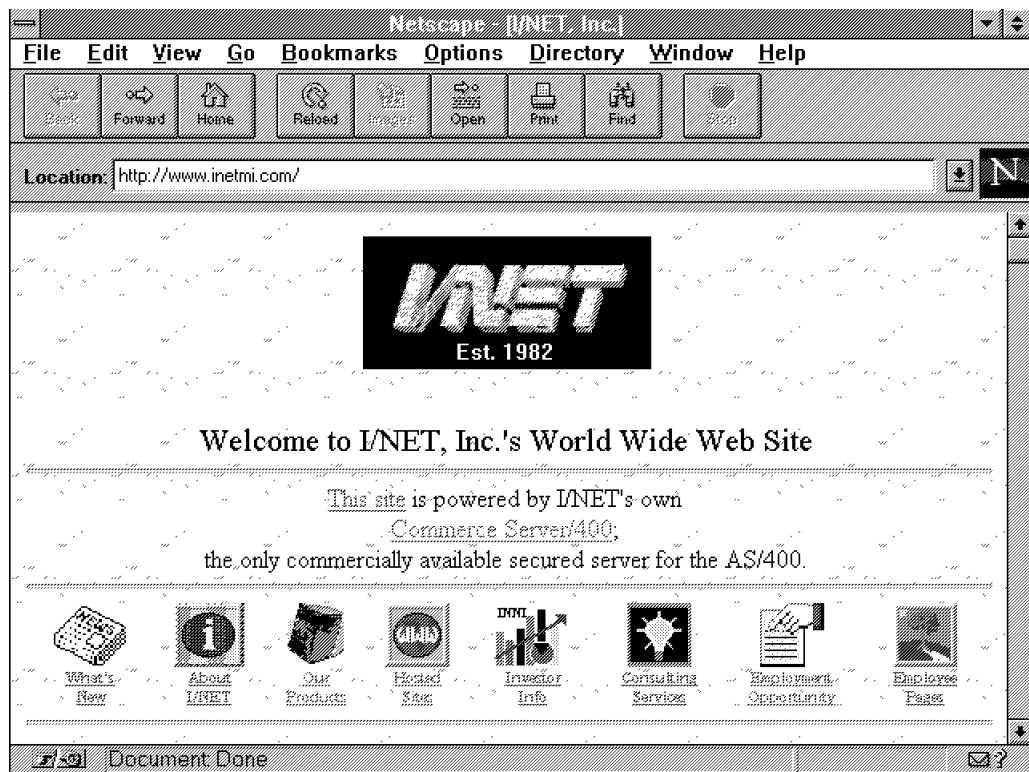 Netscape - [I/NET, Inc.]
File Edit View Go Bookmarks Options Directory Window Help
Back Forward Home Reload Images Open Print Find Stop
Location: http://www.inetmi.com/
N
I/NET
Est. 1982
Welcome to I/NET, Inc.'s World Wide Web Site
This site is powered by I/NET's own
Commerce Server/400;
the only commercially available secured server for the AS/400.
NEWS
INNI
What's New
About I/NET
Our Products
Hosted Sites
Investor Info
Consulting Services
Employment Opportunity
Employee Pages
Document: Done
?